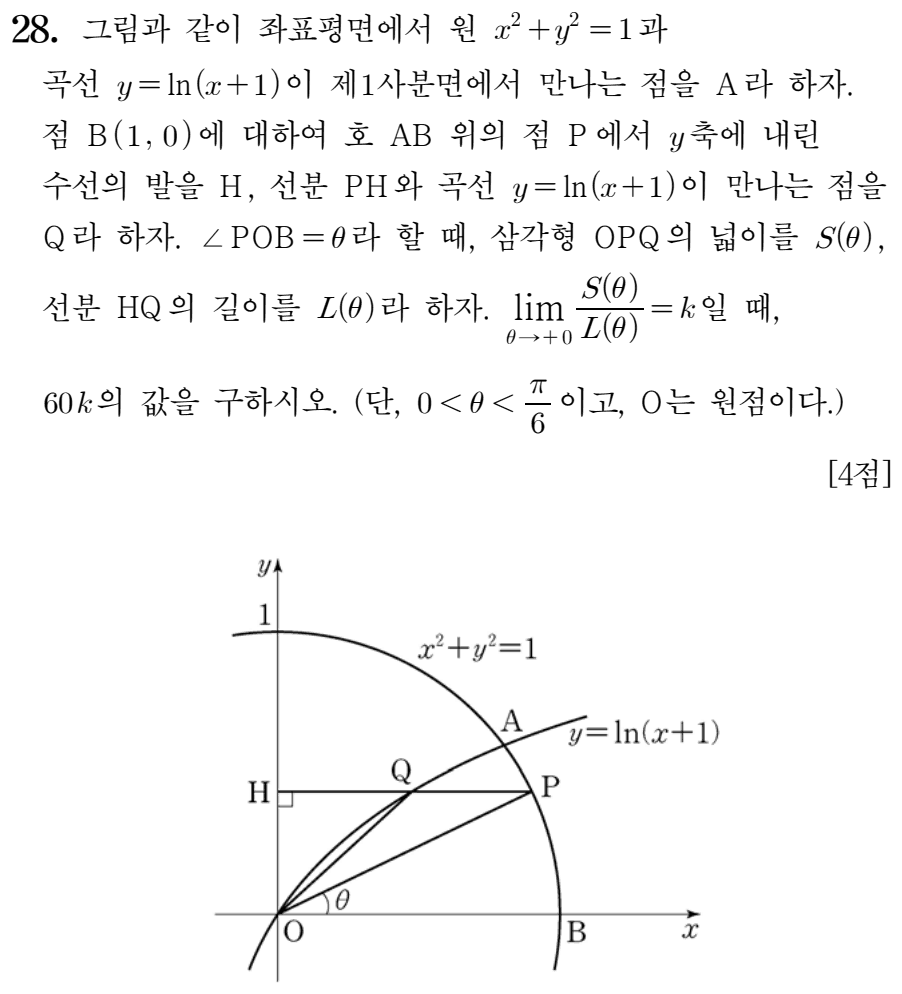 28. 그림과 같이 좌표평면에서 원 x²+y²=1과
곡선 y=ln(x+1)이 제1사분면에서 만나는 점을 A라 하자.
점 B(1, 0)에 대하여 호 AB 위의 점 P에서 y축에 내린
수선의 발을 H, 선분 PH와 곡선 y=ln(x+1)이 만나는 점을
Q라 하자. ∠POB=θ라 할 때, 삼각형 OPQ의 넓이를 S(θ),
선분 HQ의 길이를 L(θ)라 하자. lim_{θ→+0} S(θ)/L(θ)=k일 때,
60k의 값을 구하시오. (단, 0<θ<π/6이고, O는 원점이다.)
[4점]
y
1
x²+y²=1
A
y=ln(x+1)
Q
H
P
θ
O
B
x